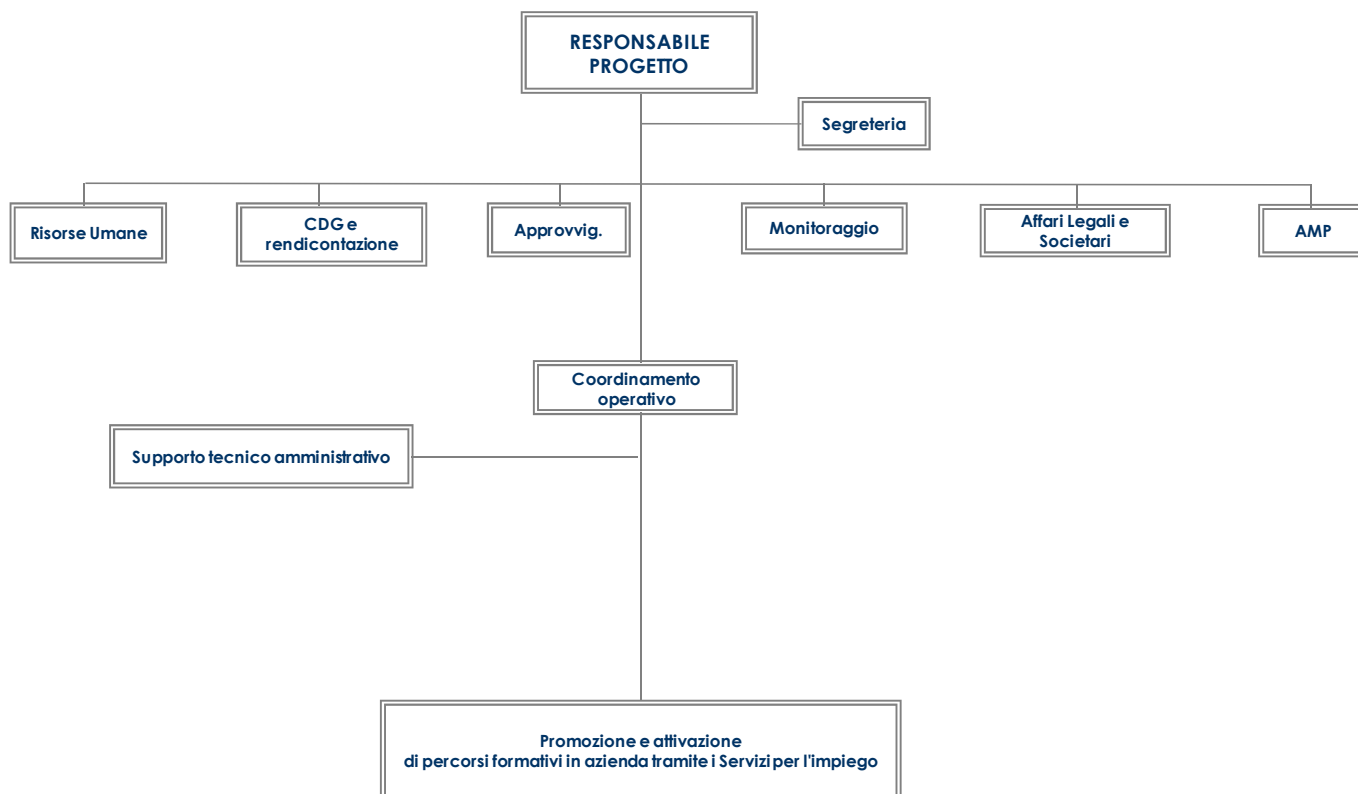 RESPONSABILE
PROGETTO
Segreteria
Risorse Umane
CDG e
rendicontazione
Approvvig.
Monitoraggio
Affari Legali e
Societari
AMP
Coordinamento
operativo
Supporto tecnico amministrativo
Promozione e attivazione
di percorsi formativi in azienda tramite i Servizi per l'impiego